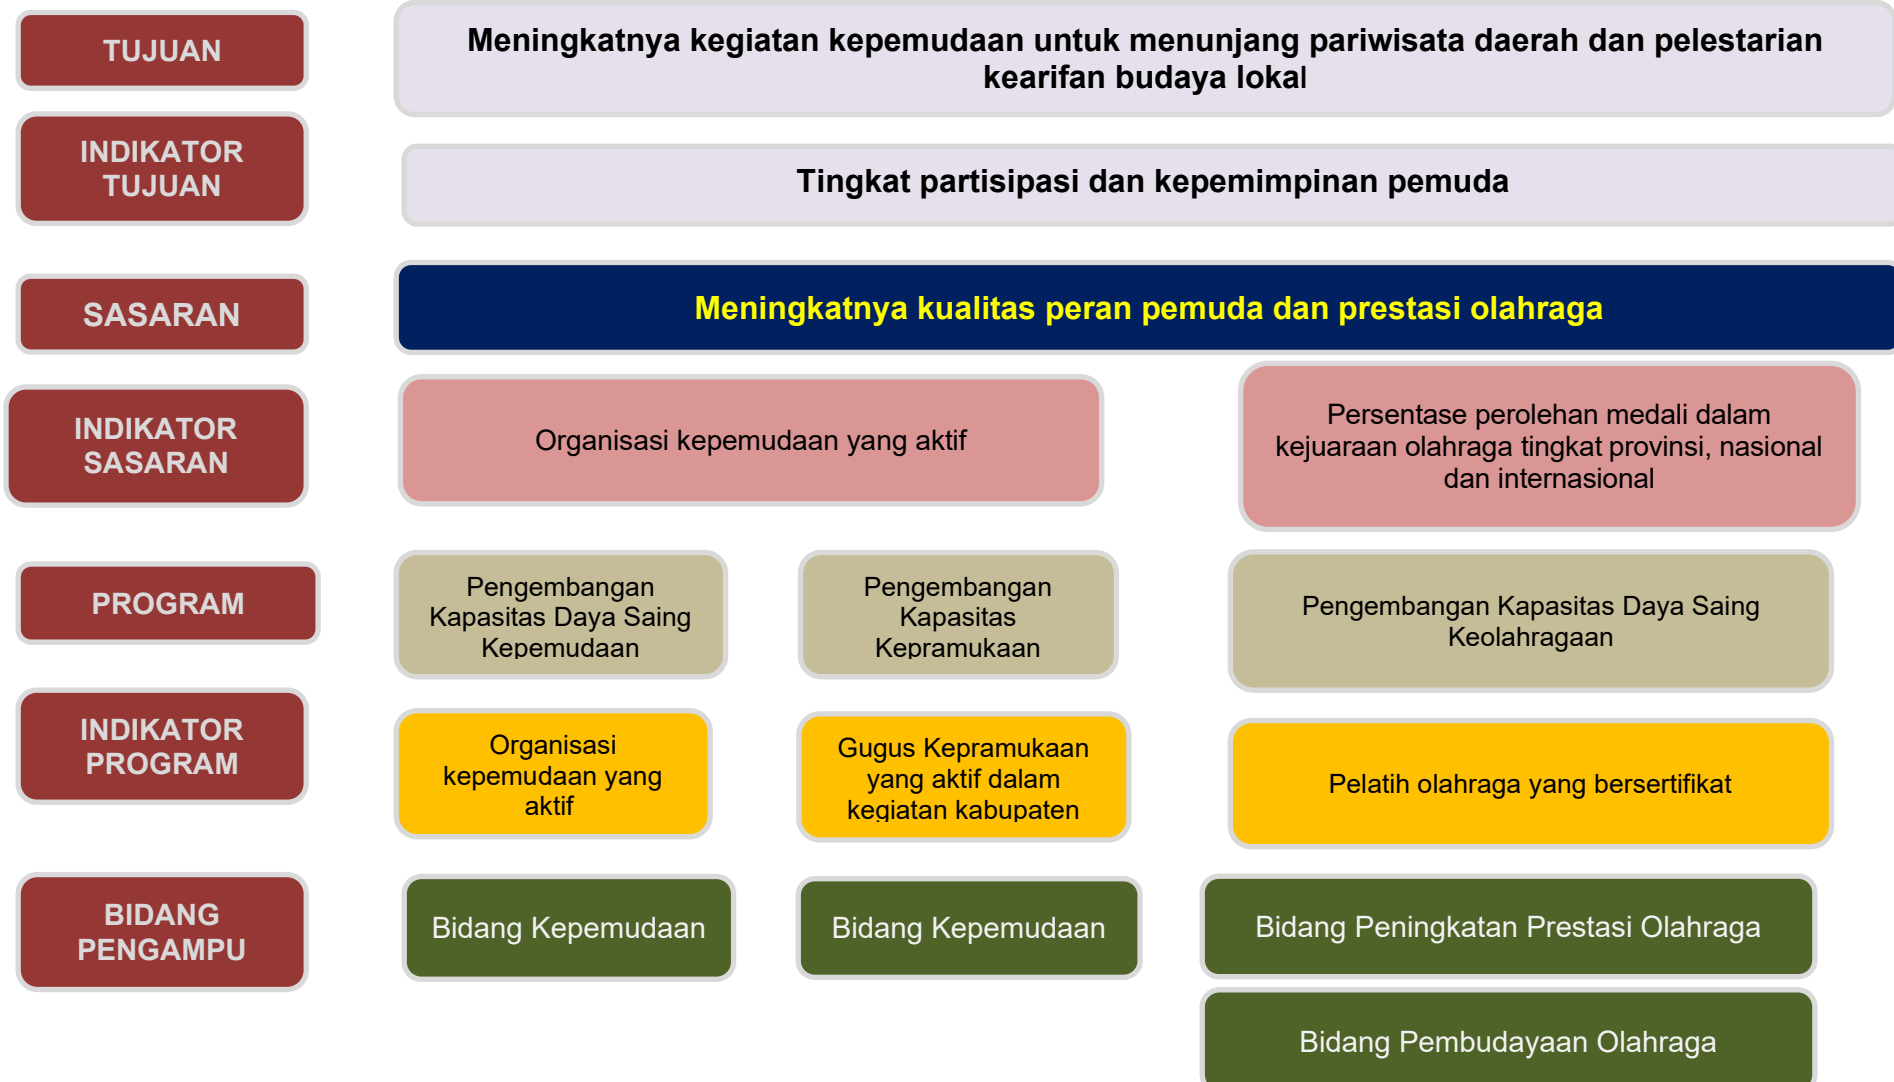 TUJUAN
Meningkatnya kegiatan kepemudaan untuk menunjang pariwisata daerah dan pelestarian
kearifan budaya lokal
INDIKATOR
TUJUAN
Tingkat partisipasi dan kepemimpinan pemuda
SASARAN
Meningkatnya kualitas peran pemuda dan prestasi olahraga
INDIKATOR
SASARAN
Organisasi kepemudaan yang aktif
Persentase perolehan medali dalam
kejuaraan olahraga tingkat provinsi, nasional
dan internasional
PROGRAM
Pengembangan
Kapasitas Daya Saing
Kepemudaan
Pengembangan
Kapasitas
Kepramukaan
Pengembangan Kapasitas Daya Saing
Keolahragaan
INDIKATOR
PROGRAM
Organisasi
kepemudaan yang
aktif
Gugus Kepramukaan
yang aktif dalam
kegiatan kabupaten
Pelatih olahraga yang bersertifikat
BIDANG
PENGAMPU
Bidang Kepemudaan
Bidang Kepemudaan
Bidang Peningkatan Prestasi Olahraga
Bidang Pembudayaan Olahraga